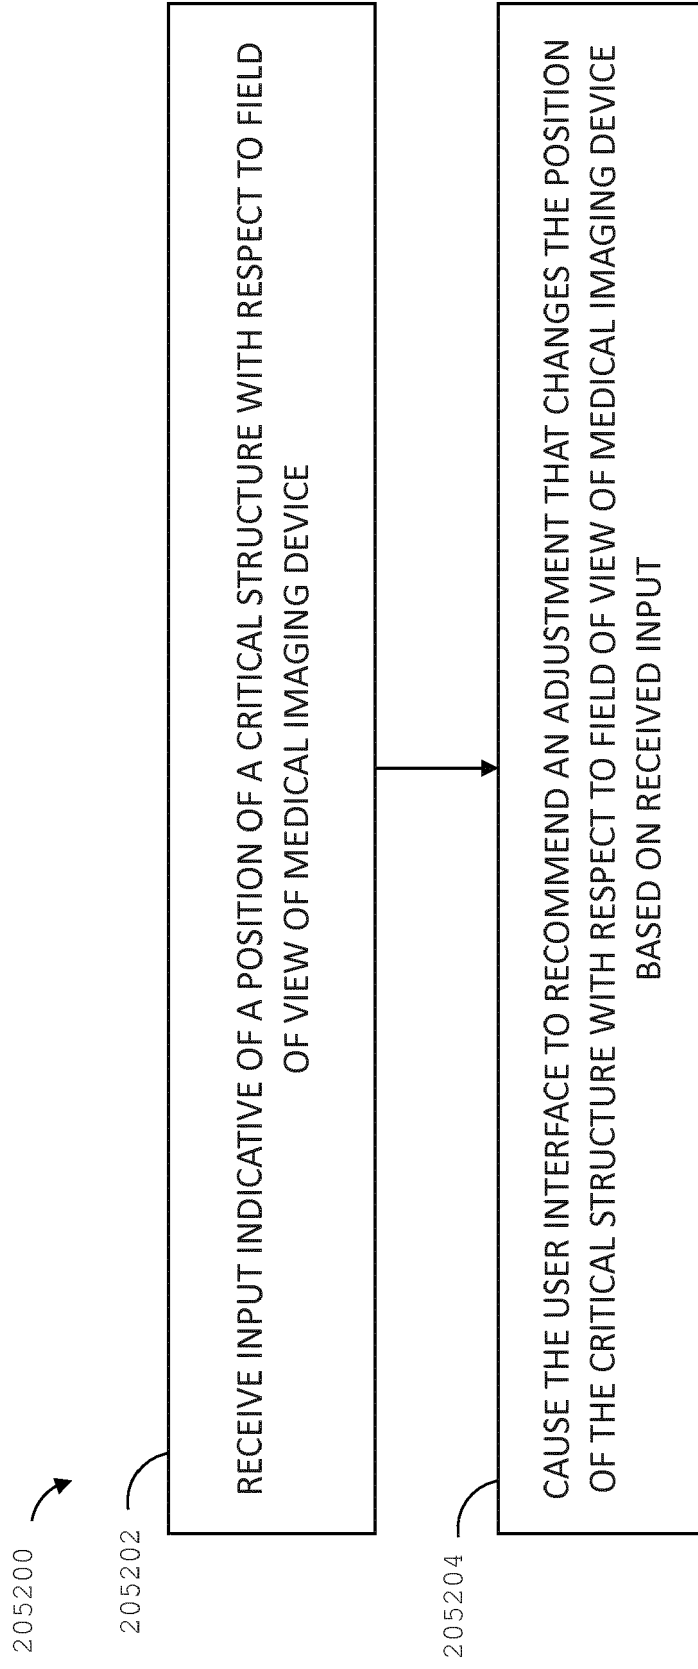 205200
205202
RECEIVE INPUT INDICATIVE OF A POSITION OF A CRITICAL STRUCTURE WITH RESPECT TO FIELD
OF VIEW OF MEDICAL IMAGING DEVICE
205204
CAUSE THE USER INTERFACE TO RECOMMEND AN ADJUSTMENT THAT CHANGES THE POSITION
OF THE CRITICAL STRUCTURE WITH RESPECT TO FIELD OF VIEW OF MEDICAL IMAGING DEVICE
BASED ON RECEIVED INPUT